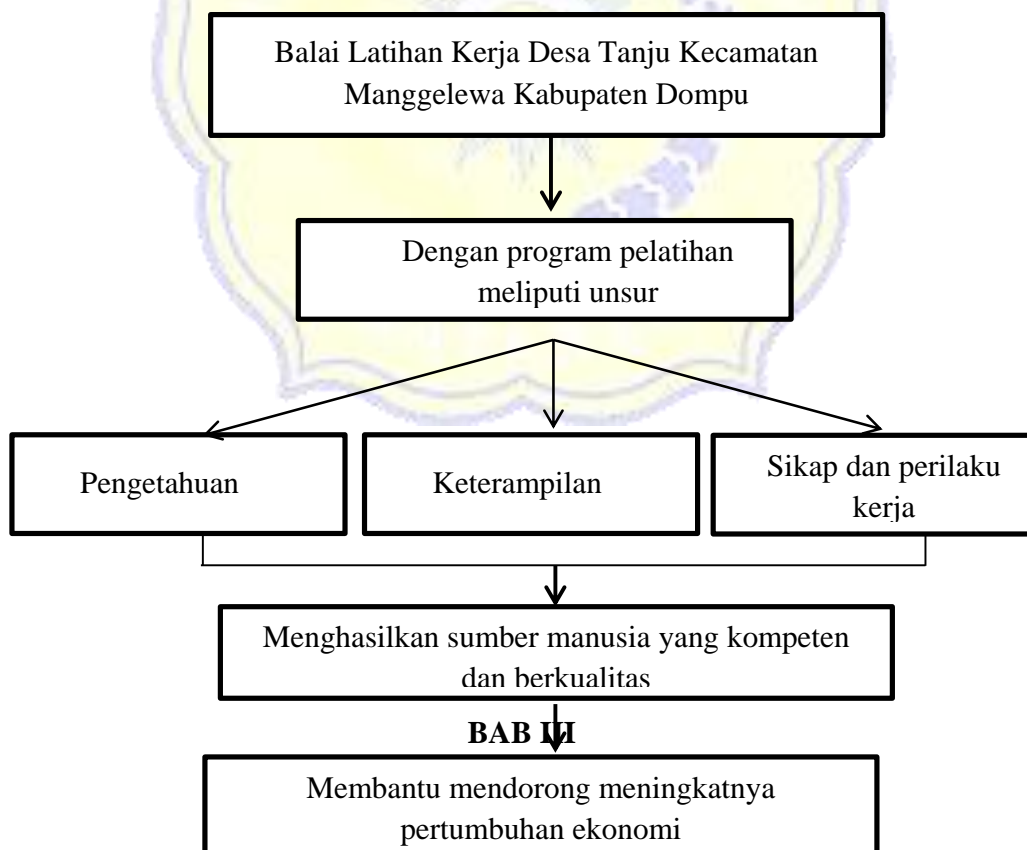 Balai Latihan Kerja Desa Tanju Kecamatan
Manggelewa Kabupaten Dompu
Dengan program pelatihan
meliputi unsur
Pengetahuan
Keterampilan
Sikap dan perilaku
kerja
Menghasilkan sumber manusia yang kompeten
dan berkualitas
BAB III
Membantu mendorong meningkatnya
pertumbuhan ekonomi